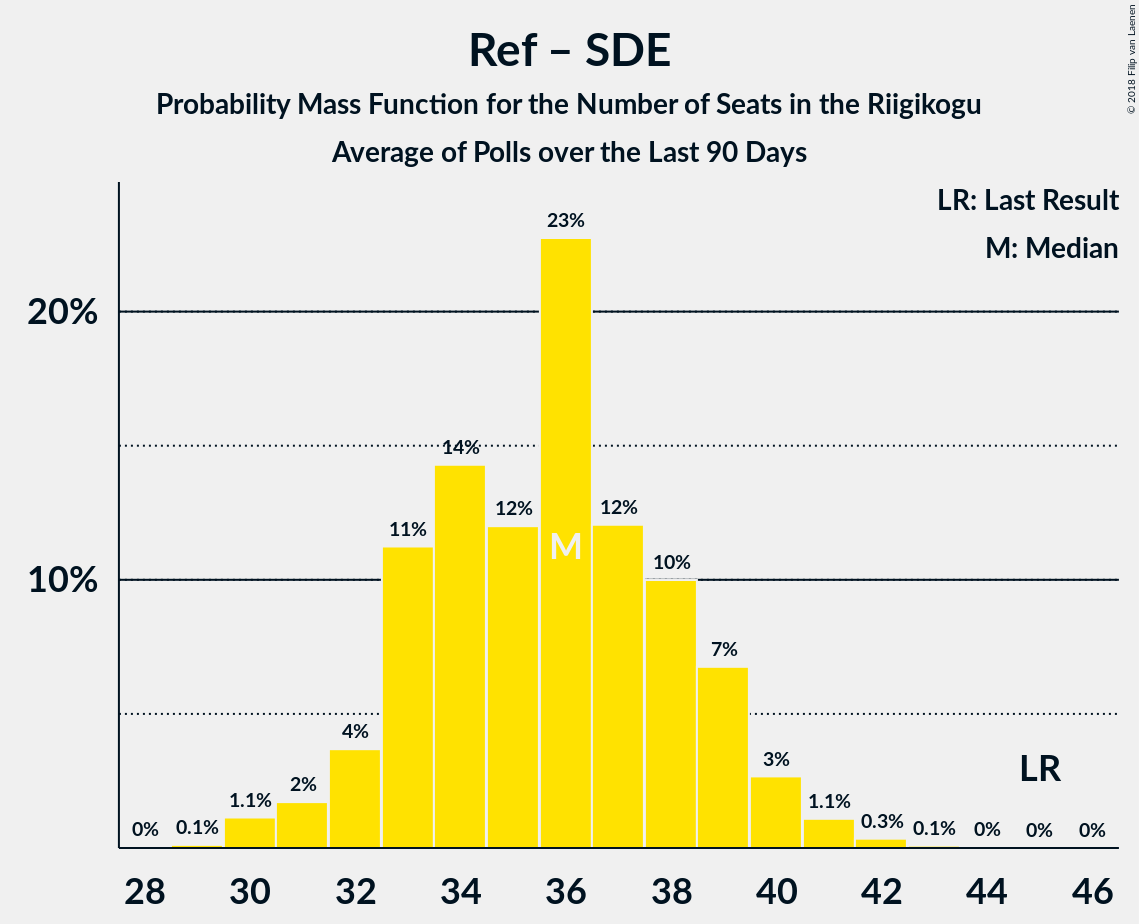 Ref – SDE
Probability Mass Function for the Number of Seats in the Riigikogu
Average of Polls over the Last 90 Days
© 2018 Filip van Laenen
LR: Last Result
M: Median
20%
10%
0%
0.1%
1.1%
2%
4%
11%
14%
12%
23%
12%
10%
7%
3%
1.1%
0.3%
0.1%
0%
0%
0%
M
LR
28 30 32 34 36 38 40 42 44 46